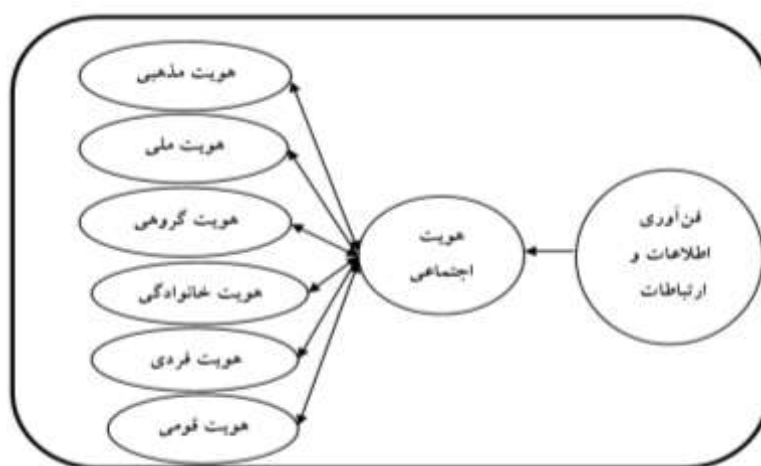 هویت مذهبی
هویت ملی
هویت گروهی
هویت خانوادگی
هویت فردی
هویت قومی
هویت
اجتماعی
فن‌آوری
اطلاعات و
ارتباطات